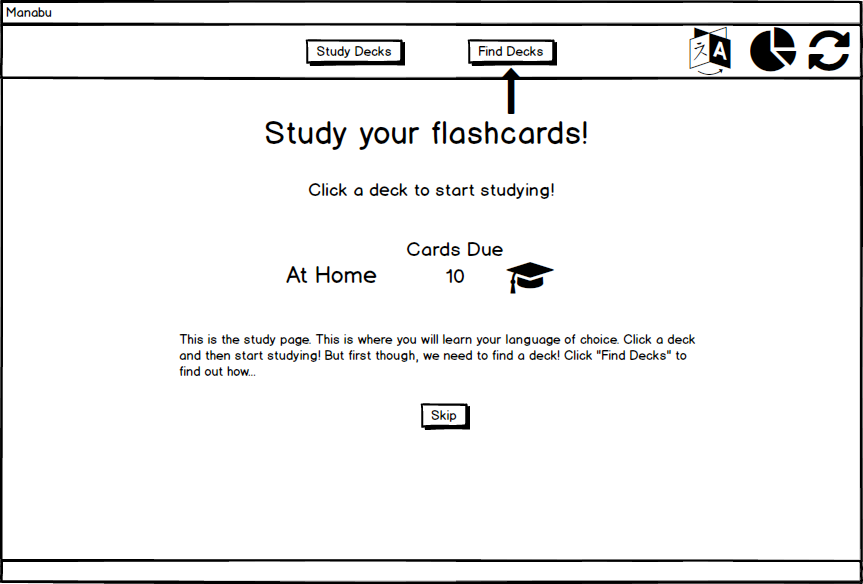 Manabu
Study Decks
Find Decks
A
Study your flashcards!
Click a deck to start studying!
Cards Due
At Home 10
This is the study page. This is where you will learn your language of choice. Click a deck
and then start studying! But first though, we need to find a deck! Click "Find Decks" to
find out how...
Skip